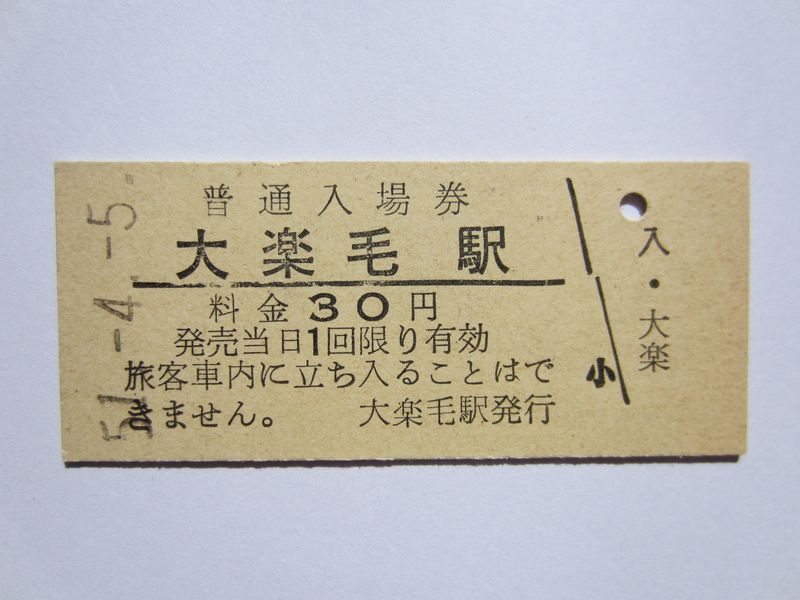 普通入場券
大楽毛駅
料金30円
発売当日1回限り有効
旅客車内に立ち入ることはで
きません。 大楽毛駅発行
小
入・大楽
51.-4.-5.